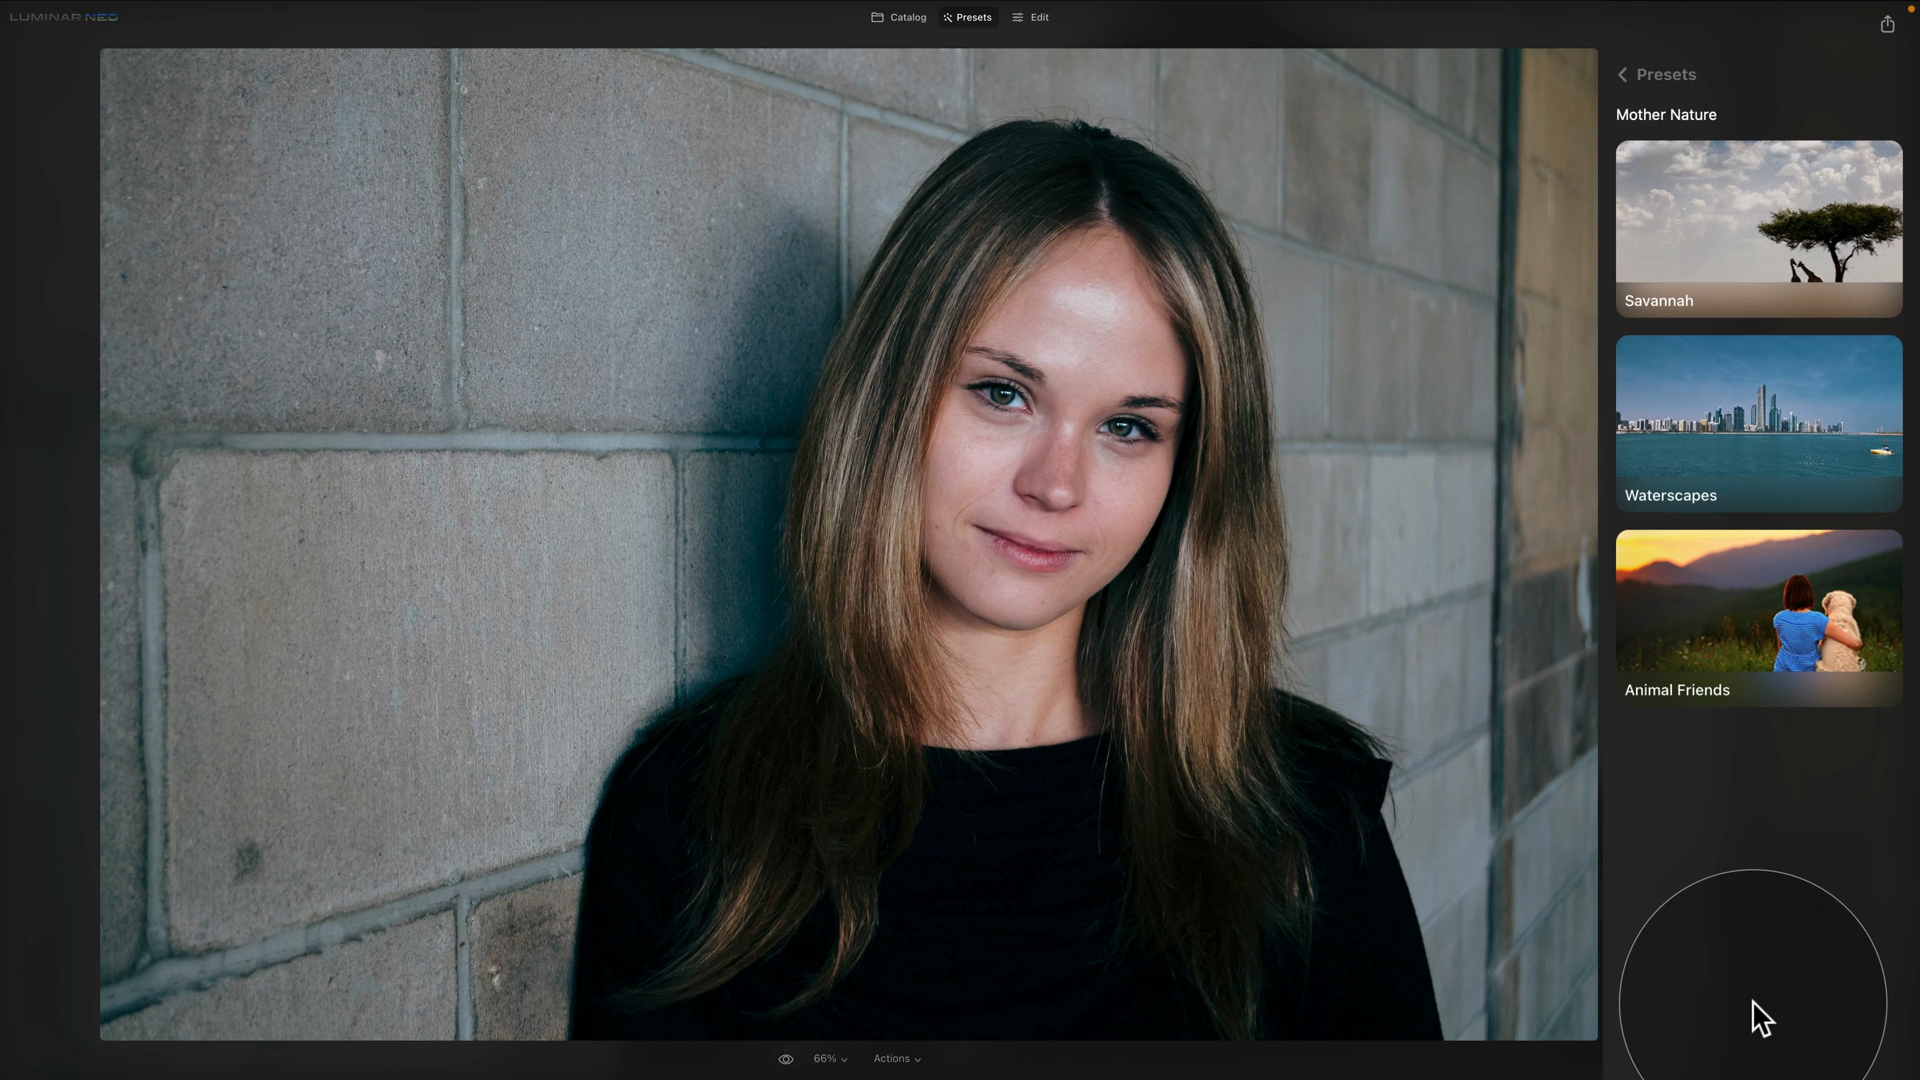 LUMINAR NEO
Catalog
Presets
Edit
Presets
Mother Nature
Savannah
Waterscapes
Animal Friends
66%
Actions